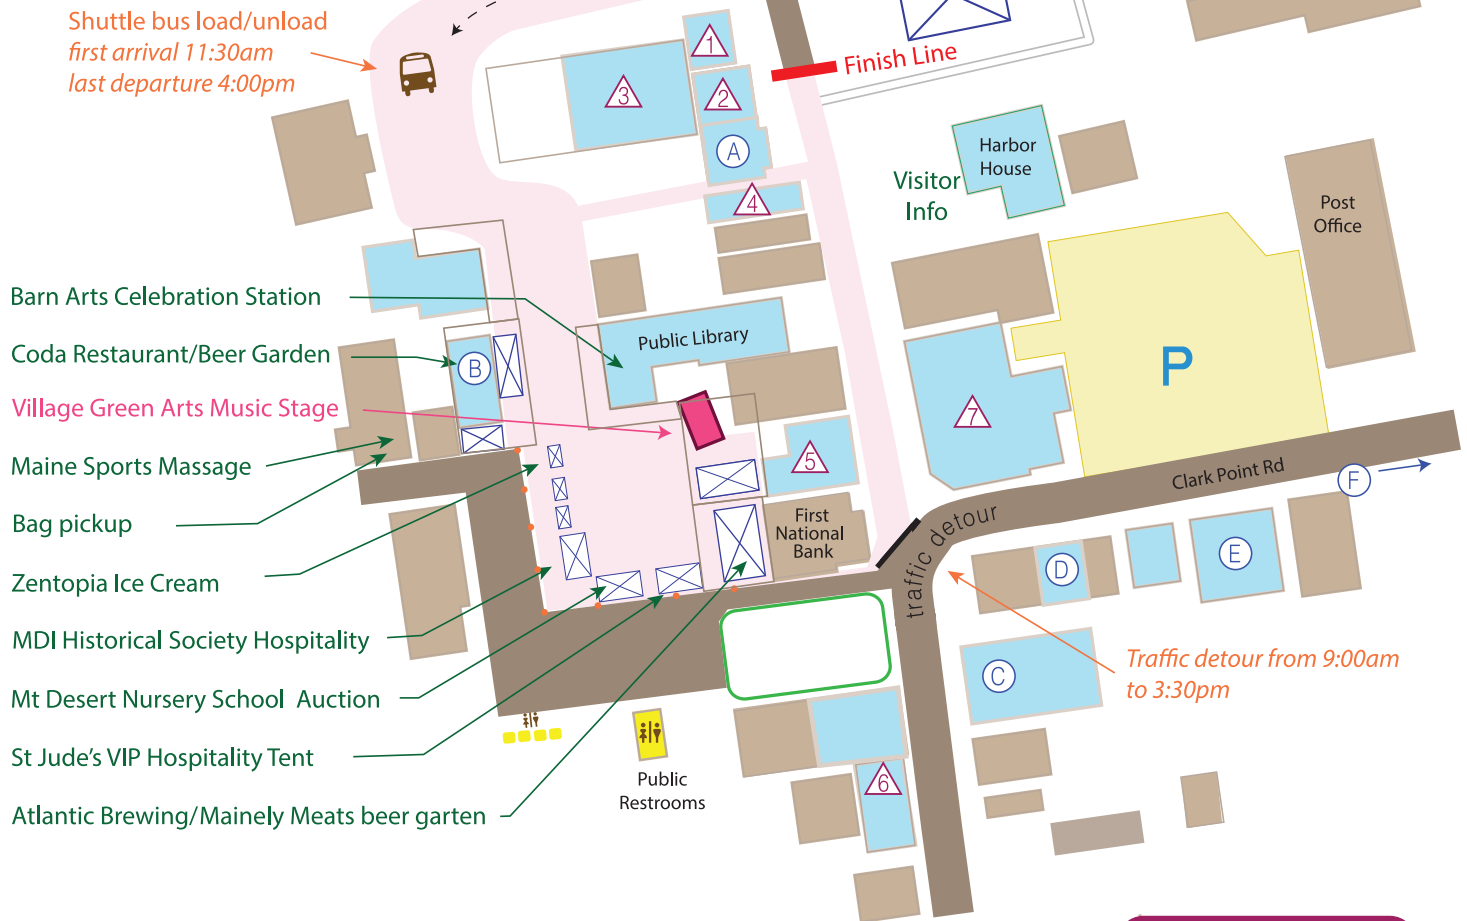 Shuttle bus load/unload
first arrival 11:30am
last departure 4:00pm
1
2
3
A
4
Finish Line
Harbor
House
Visitor
Info
Post
Office
Barn Arts Celebration Station
Public Library
Coda Restaurant/Beer Garden
B
P
Village Green Arts Music Stage
7
Maine Sports Massage
5
Clark Point Rd
F
Bag pickup
First
National
Bank
traffic detour
E
D
Zentopia Ice Cream
MDI Historical Society Hospitality
C
Traffic detour from 9:00am
to 3:30pm
Mt Desert Nursery School Auction
St Jude's VIP Hospitality Tent
Public
Restrooms
6
Atlantic Brewing/Mainely Meats beer garten